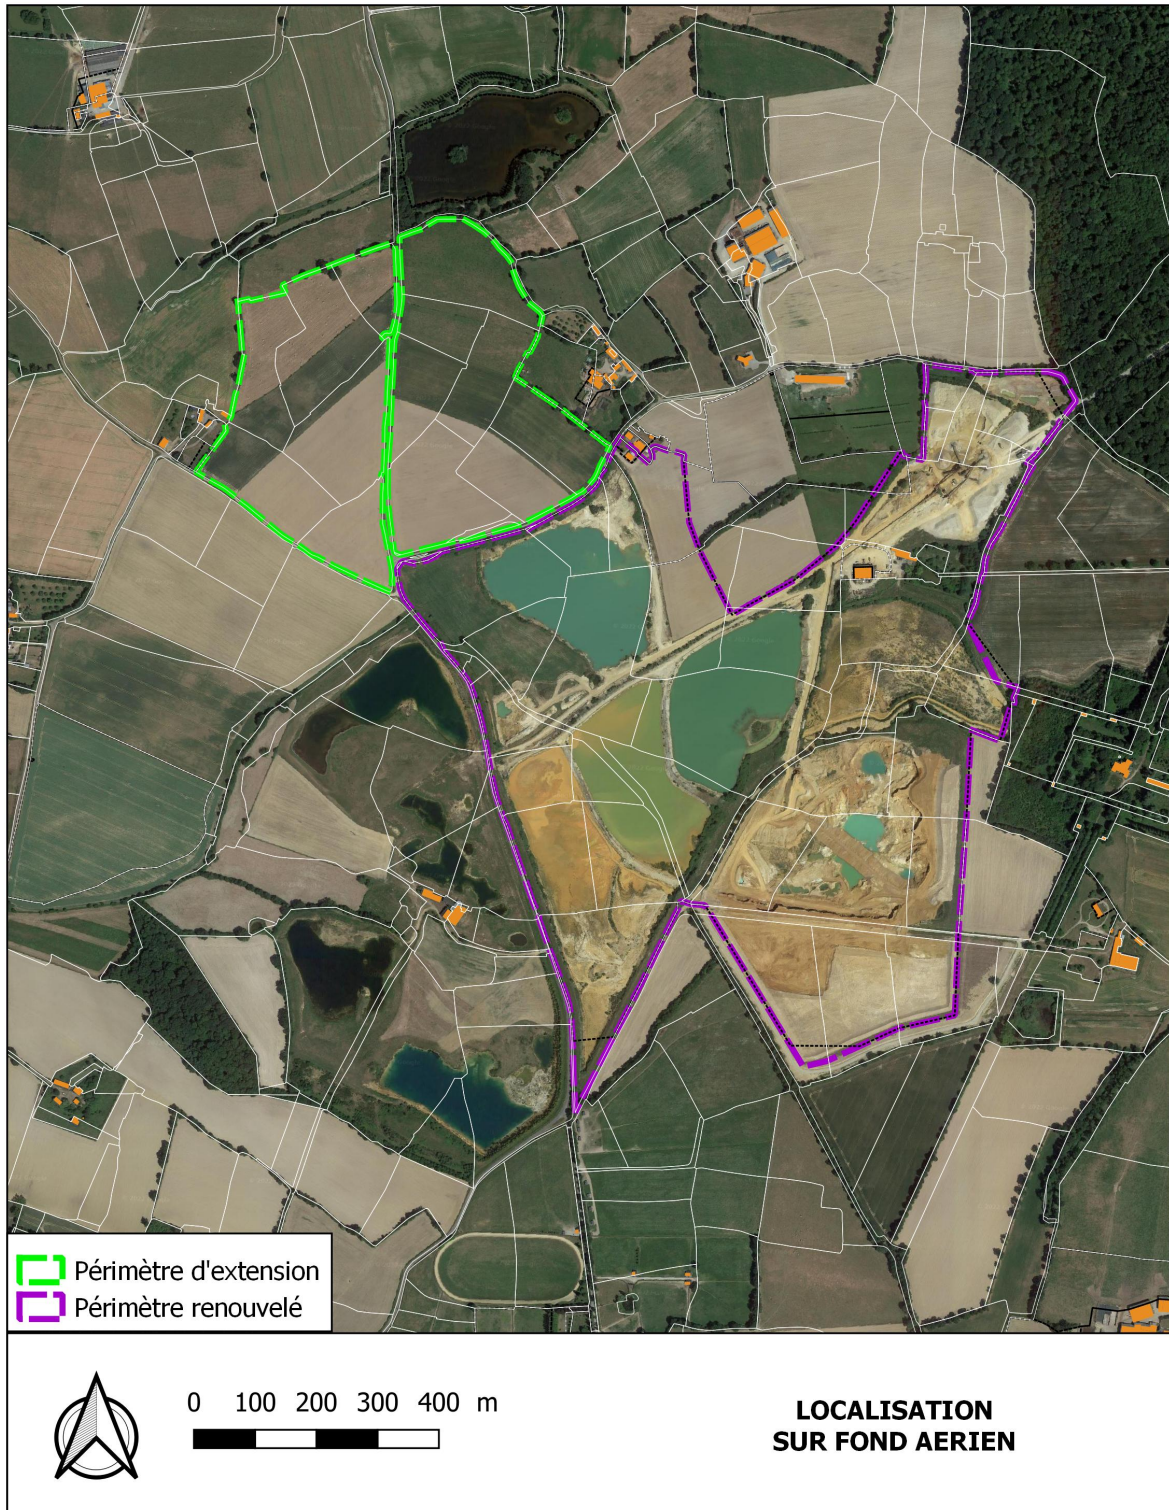 Périmètre d'extension
Périmètre renouvelé
0 100 200 300 400 m
LOCALISATION
SUR FOND AERIEN